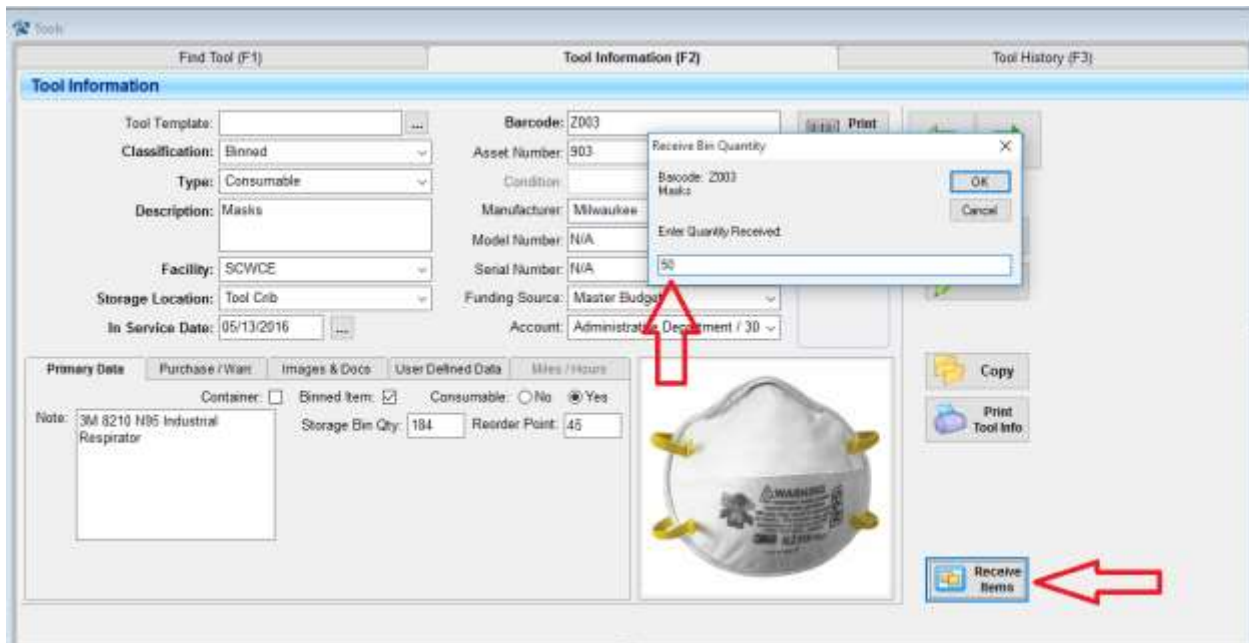 Tools
Find Tool (F1)
Tool Information (F2)
Tool History (F3)
Tool Information
Tool Template:
...
Barcode: Z003
Print
Classification: Binned
Asset Number: 903
Type: Consumable
Condition:
Description: Masks
Manufacturer: Milwaukee
Model Number: N/A
Facility: SCWCE
Serial Number: N/A
Storage Location: Tool Crib
Funding Source: Master Budget
In Service Date: 05/13/2016
...
Account: Administrative Department / 30
Receive Bin Quantity
Barcode: Z003
Masks
OK
Cancel
Enter Quantity Received:
50
Primary Data
Purchase / Warr.
Images & Docs
User Defined Data
Miles / Hours
Container:
Binned Item:
Consumable: No Yes
Note: 3M 8210 N95 Industrial
Respirator
Storage Bin Qty: 184
Reorder Point: 45
WARNING
3M
Copy
Print
Tool Info
Receive
Items